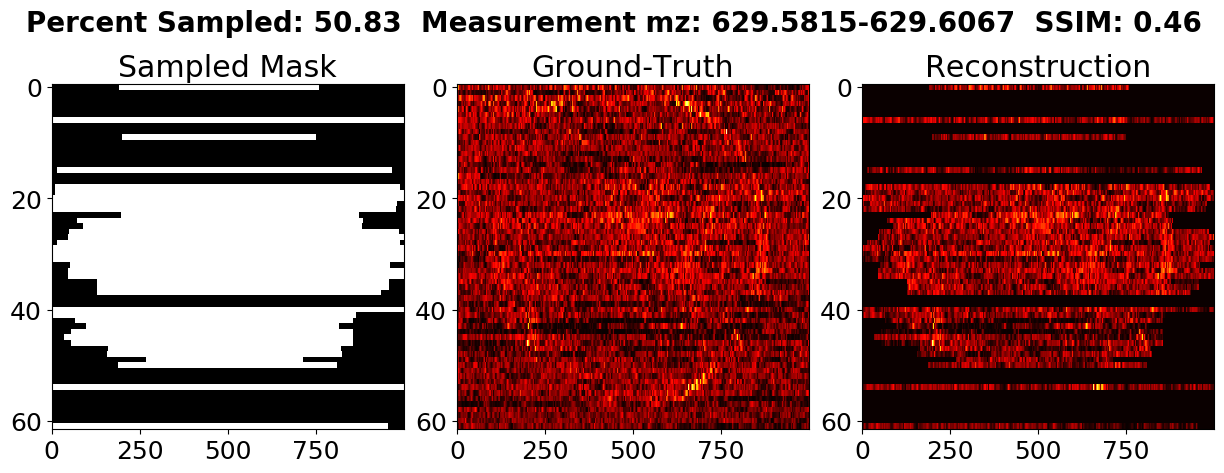 Percent Sampled: 50.83  Measurement mz: 629.5815-629.6067  SSIM: 0.46
Sampled Mask Ground-Truth Reconstruction
0 0 0
20 20 20
40 40 40
60 60 60
0 250 500 750 0 250 500 750 0 250 500 750